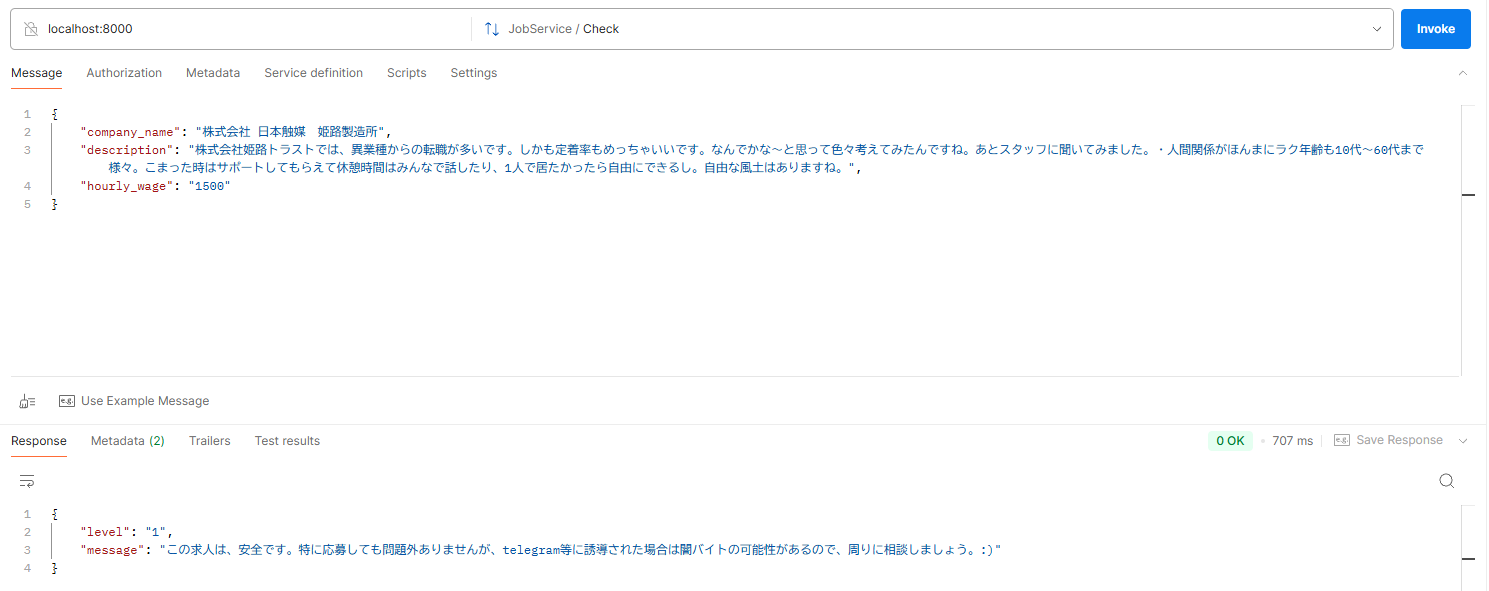 localhost:8000
JobService / Check
Invoke
Message Authorization Metadata Service definition Scripts Settings
1 {
2 "company_name": "株式会社 日本触媒　姫路製造所",
3 "description": "株式会社姫路トラストでは、異業種からの転職が多いです。しかも定着率もめっちゃいいです。なんでかな～と思って色々考えてみたんですね。あとスタッフに聞いてみました。・人間関係がほんまにラク年齢も10代～60代まで
様々。こまった時はサポートしてもらえて休憩時間はみんなで話したり、1人で居たかったら自由にできるし。自由な風土はありますね。",
4 "hourly_wage": "1500"
5 }
Use Example Message
Response Metadata (2) Trailers Test results
0 OK 707 ms Save Response
1 {
2 "level": "1",
3 "message": "この求人は、安全です。特に応募しても問題外ありませんが、telegram等に誘導された場合は闇バイトの可能性があるので、周りに相談しましょう。:)"
4 }